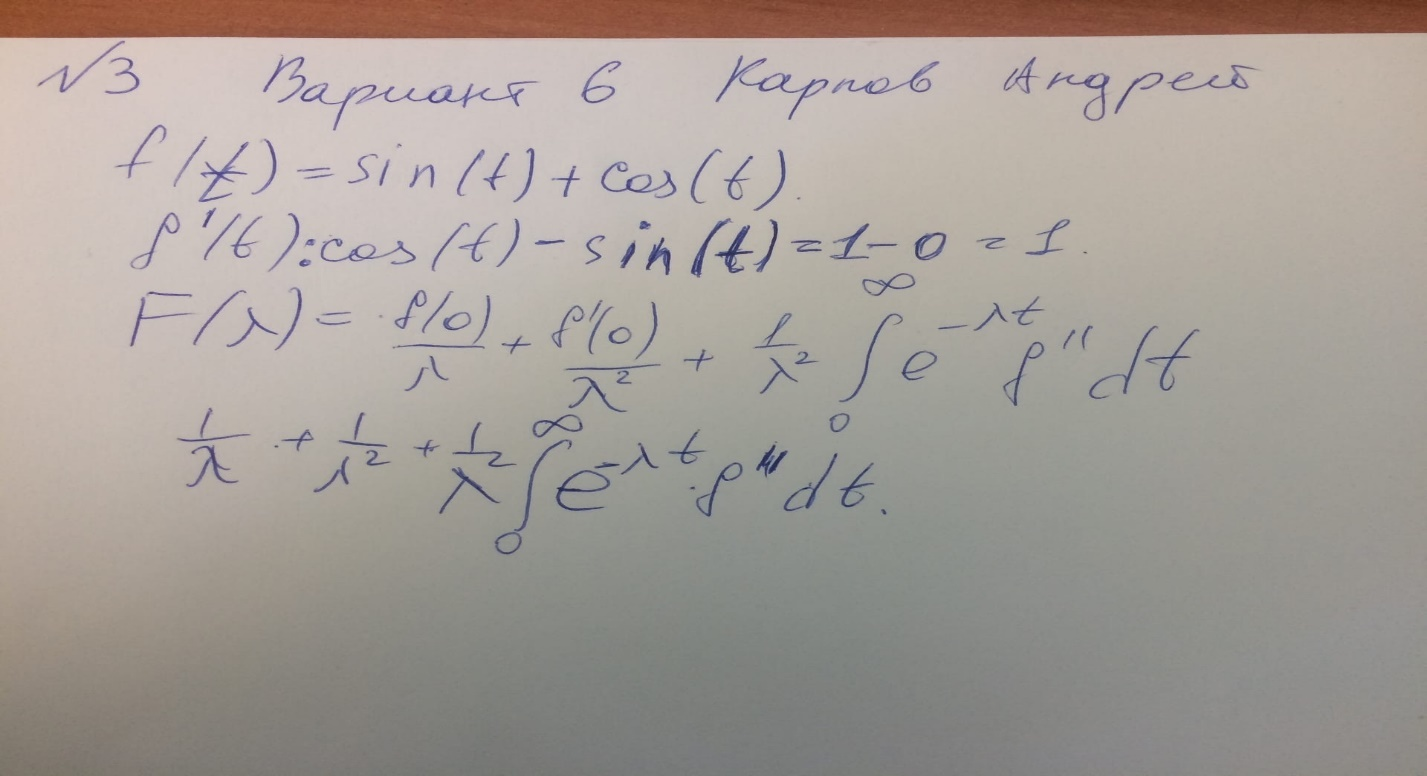 №3 Вариант 6 Карпов Андрей
f(t) = sin(t) + cos(t).
f'(t): cos(t) - sin(t) = 1 - 0 = 1.
F(λ) = f(0)/λ + f'(0)/λ² + 1/λ² ∫₀^∞ e^(-λt) f'' dt
1/λ + 1/λ² + 1/λ² ∫₀^∞ e^(-λt) · f'' dt.